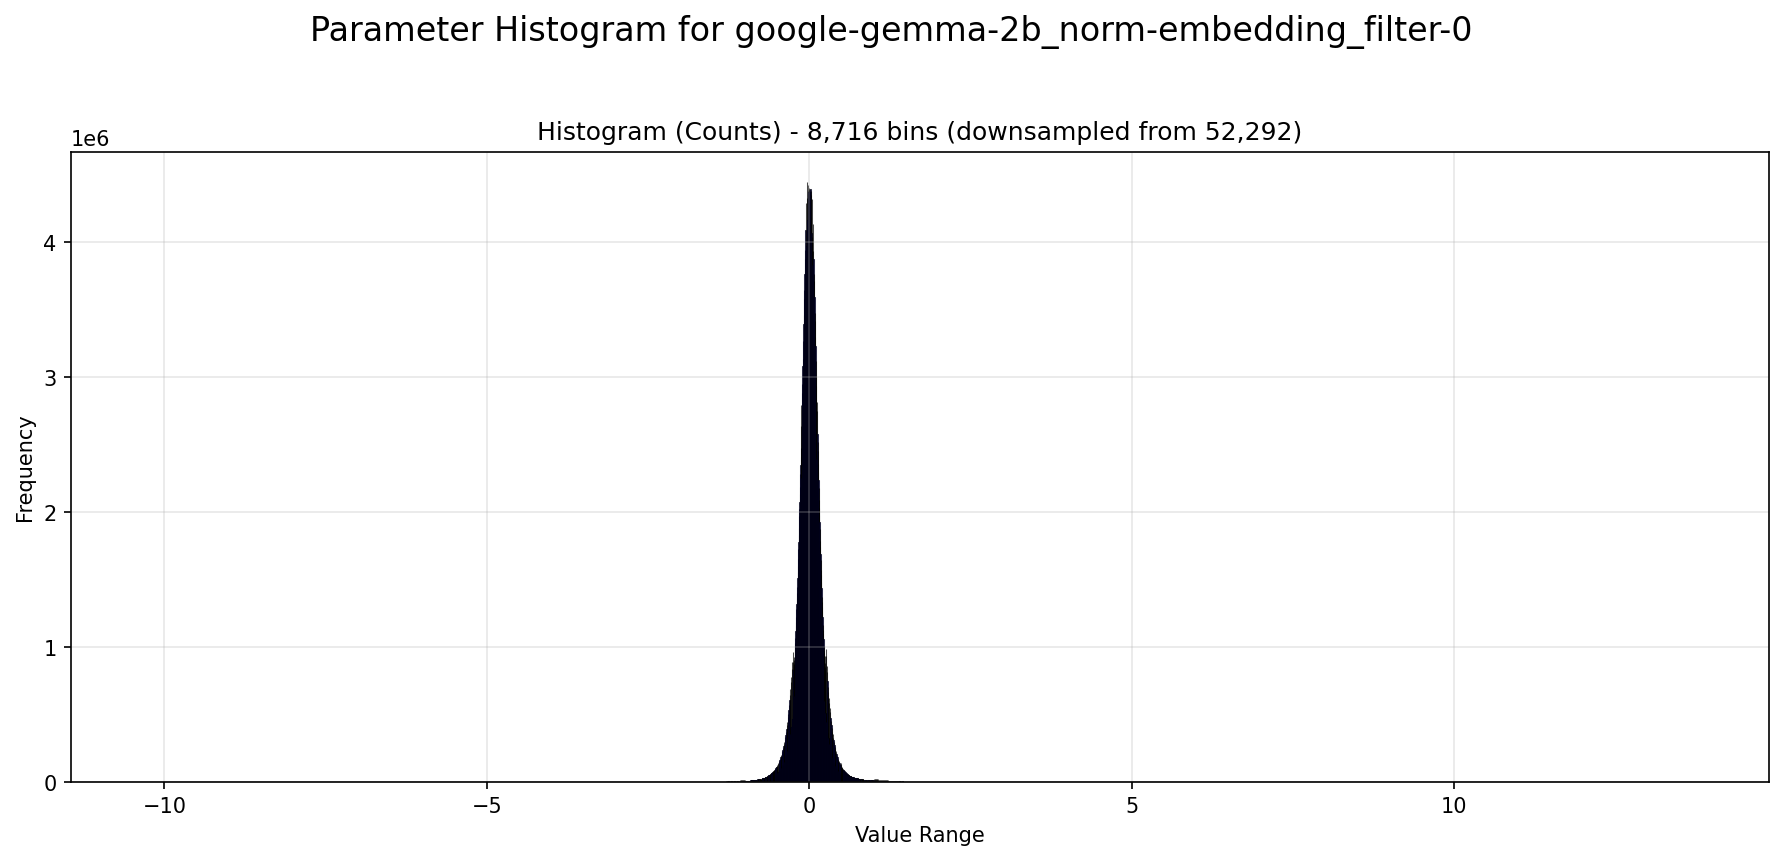 Parameter Histogram for google-gemma-2b_norm-embedding_filter-0
Histogram (Counts) - 8,716 bins (downsampled from 52,292)
1e6
4
3
2
1
0
Frequency
−10
−5
0
5
10
Value Range